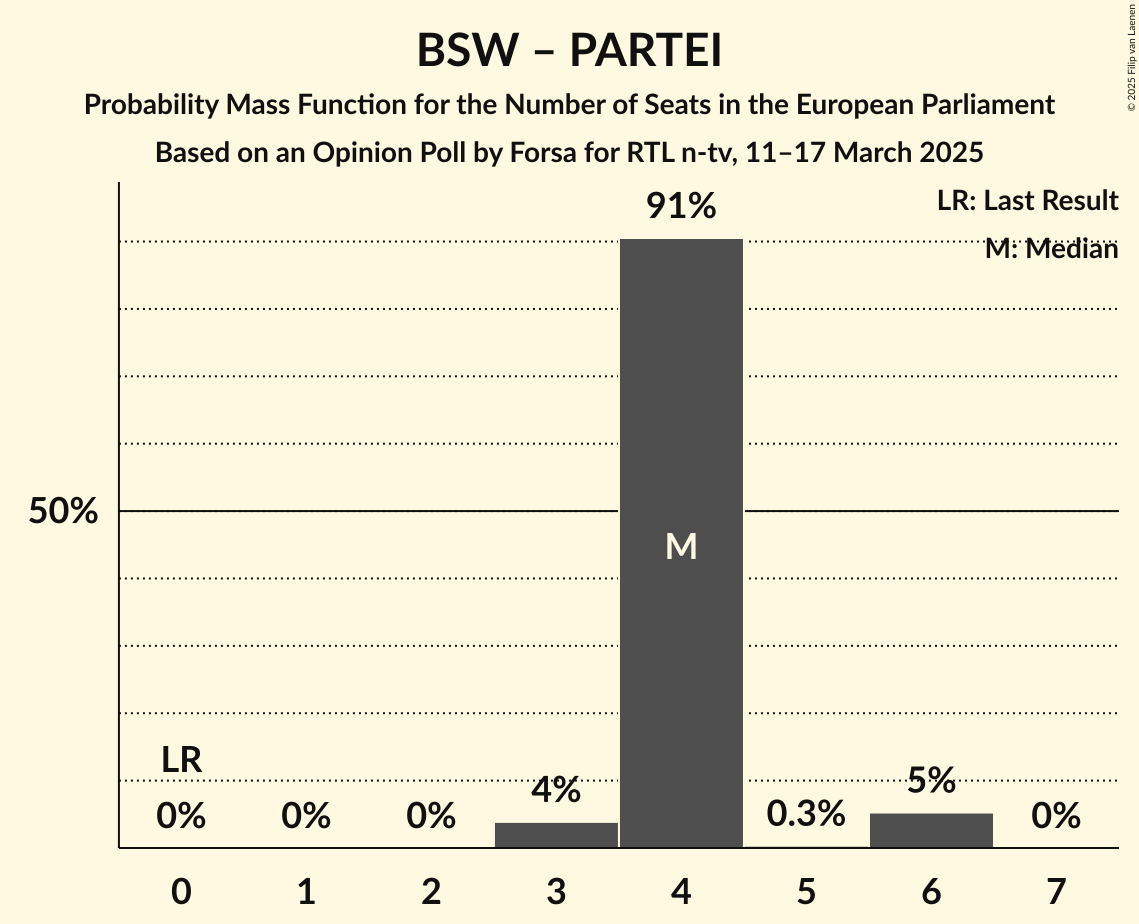 BSW – PARTEI
Probability Mass Function for the Number of Seats in the European Parliament
Based on an Opinion Poll by Forsa for RTL n-tv, 11–17 March 2025
© 2025 Filip van Laenen
LR: Last Result
M: Median
91%
50%
M
LR
0%
0%
0%
4%
0.3%
5%
0%
0 1 2 3 4 5 6 7